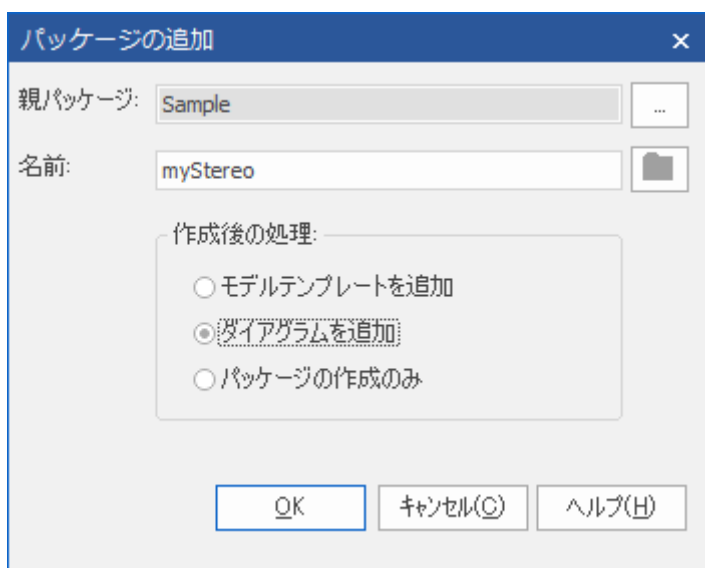 パッケージの追加
親パッケージ: Sample ...
名前: myStereo
作成後の処理:
モデルテンプレートを追加
ダイアグラムを追加
パッケージの作成のみ
OK キャンセル(C) ヘルプ(H)